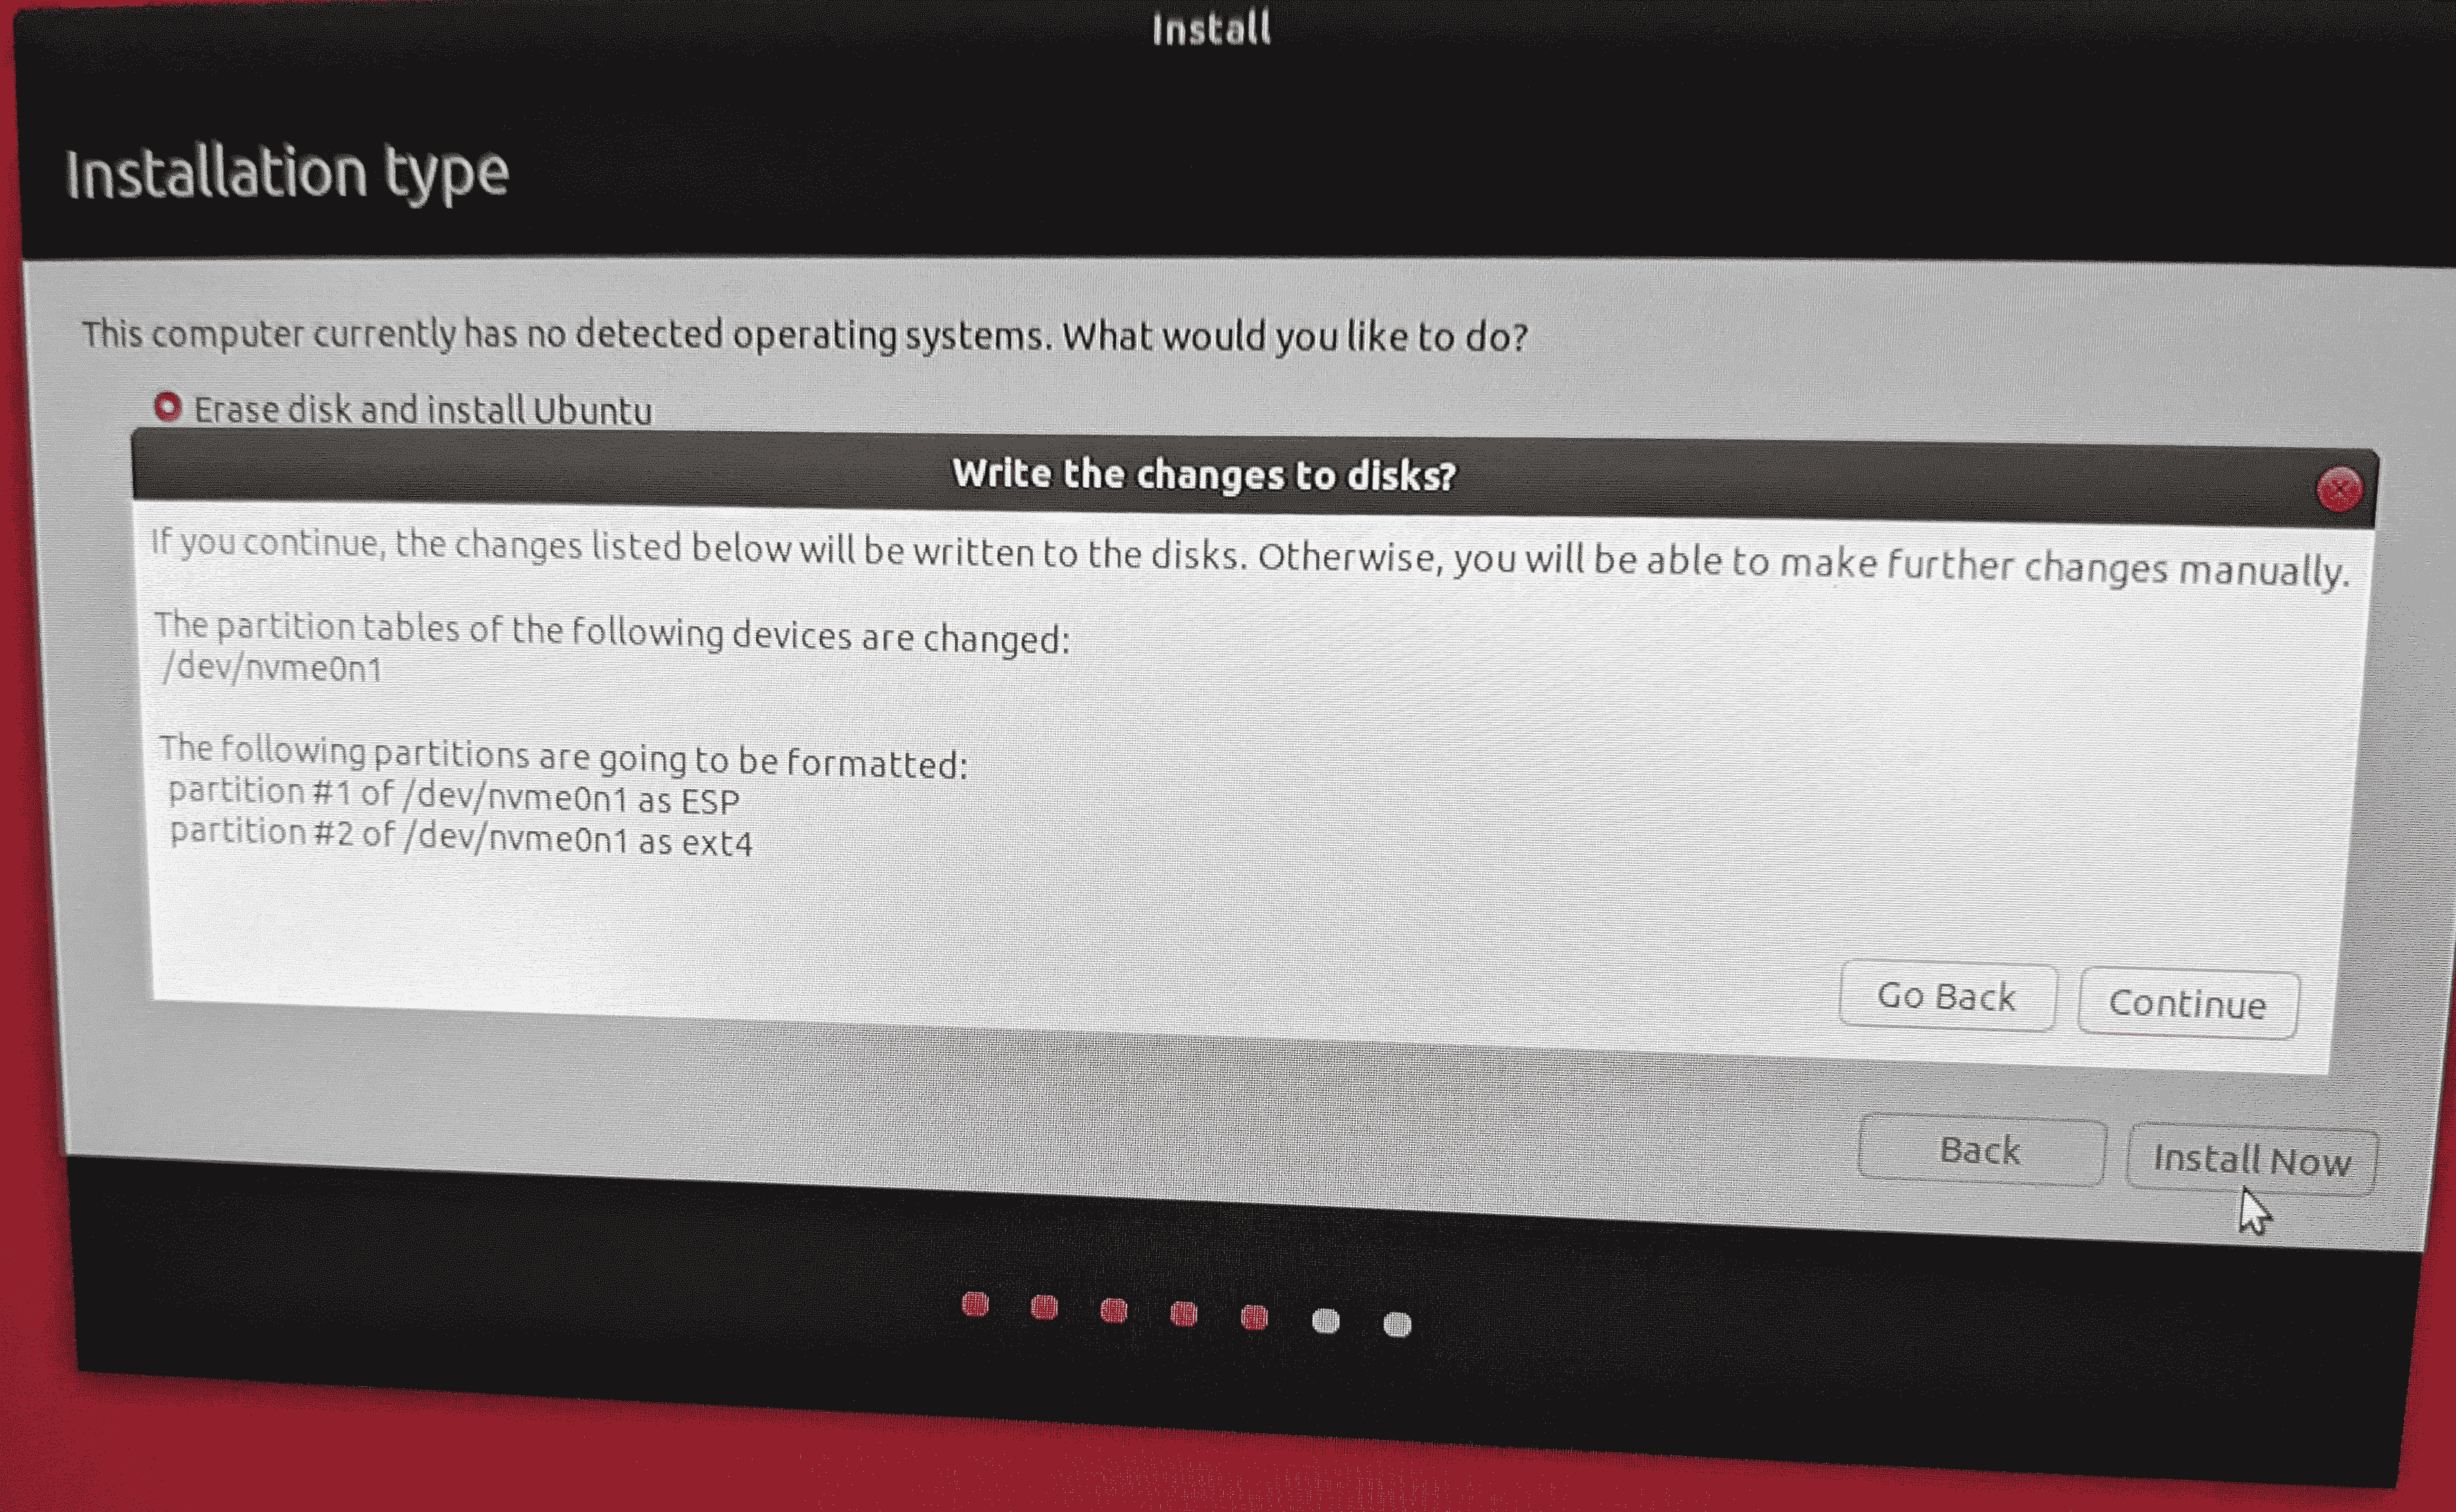 Install
Installation type
This computer currently has no detected operating systems. What would you like to do?
Erase disk and install Ubuntu
Write the changes to disks?
If you continue, the changes listed below will be written to the disks. Otherwise, you will be able to make further changes manually.
The partition tables of the following devices are changed:
/dev/nvme0n1
The following partitions are going to be formatted:
partition #1 of /dev/nvme0n1 as ESP
partition #2 of /dev/nvme0n1 as ext4
Go Back
Continue
Back
Install Now